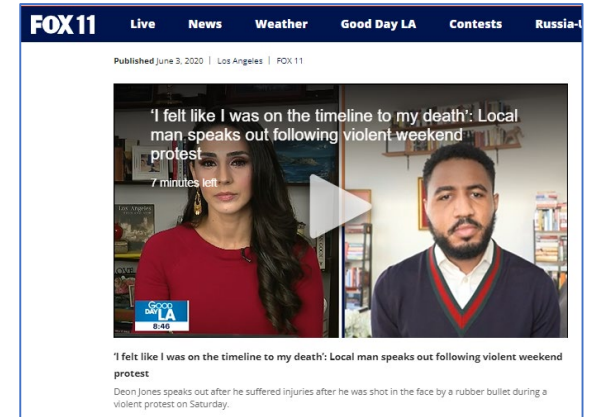 FOX 11 Live News Weather Good Day LA Contests Russia-U
Published June 3, 2020 | Los Angeles | FOX 11
‘I felt like I was on the timeline to my death’: Local
man speaks out following violent weekend
protest
7 minutes left
Los Angeles
GOOD
DAY LA
8:46
‘I felt like I was on the timeline to my death’: Local man speaks out following violent weekend
protest
Deon Jones speaks out after he suffered injuries after he was shot in the face by a rubber bullet during a
violent protest on Saturday.